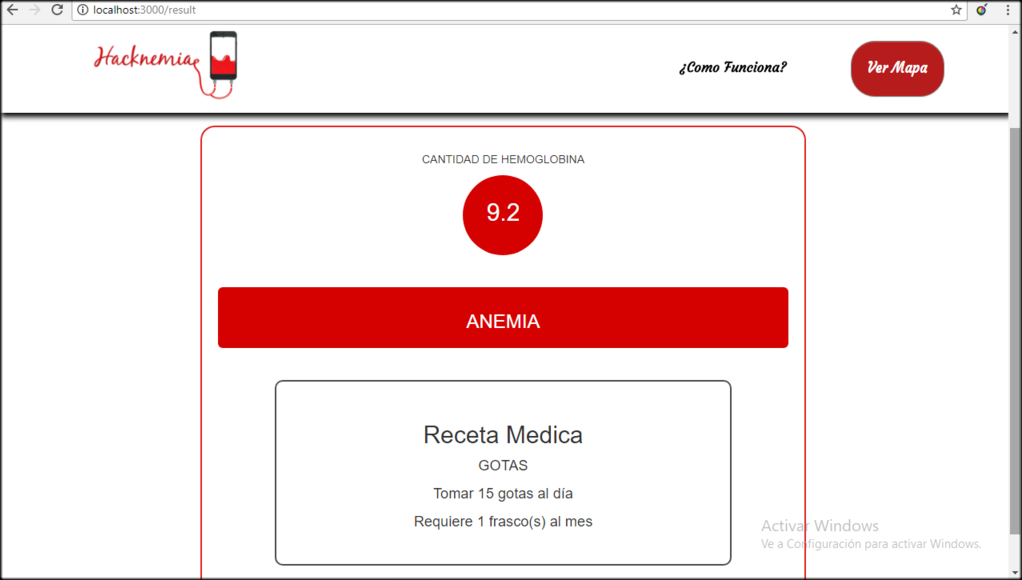 localhost:3000/result
Hacknemia
¿Como Funciona?
Ver Mapa
CANTIDAD DE HEMOGLOBINA
9.2
ANEMIA
Receta Medica
GOTAS
Tomar 15 gotas al día
Requiere 1 frasco(s) al mes
Activar Windows
Ve a Configuración para activar Windows.